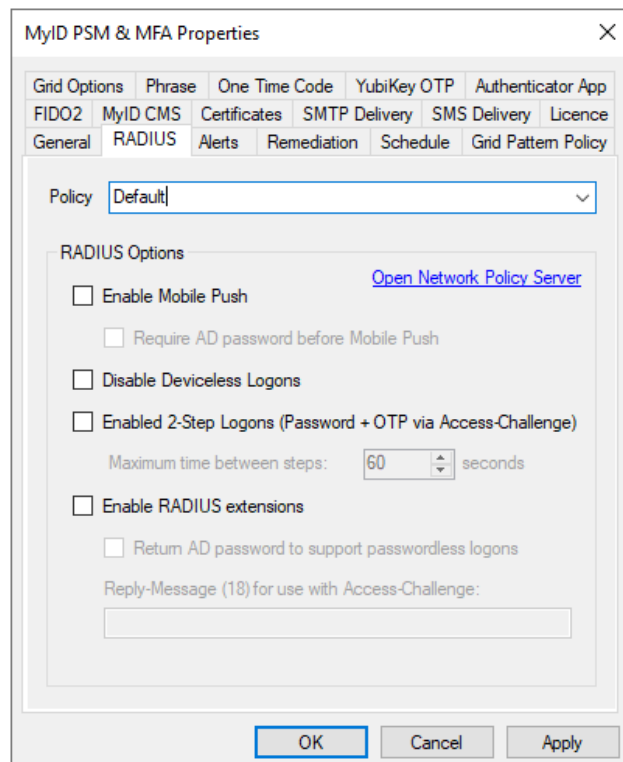 MyID PSM & MFA Properties
Grid Options Phrase One Time Code YubiKey OTP Authenticator App
FIDO2 MyID CMS Certificates SMTP Delivery SMS Delivery Licence
General RADIUS Alerts Remediation Schedule Grid Pattern Policy
Policy Default
RADIUS Options
Open Network Policy Server
Enable Mobile Push
Require AD password before Mobile Push
Disable Deviceless Logons
Enabled 2-Step Logons (Password + OTP via Access-Challenge)
Maximum time between steps: 60 seconds
Enable RADIUS extensions
Return AD password to support passwordless logons
Reply-Message (18) for use with Access-Challenge:
OK Cancel Apply